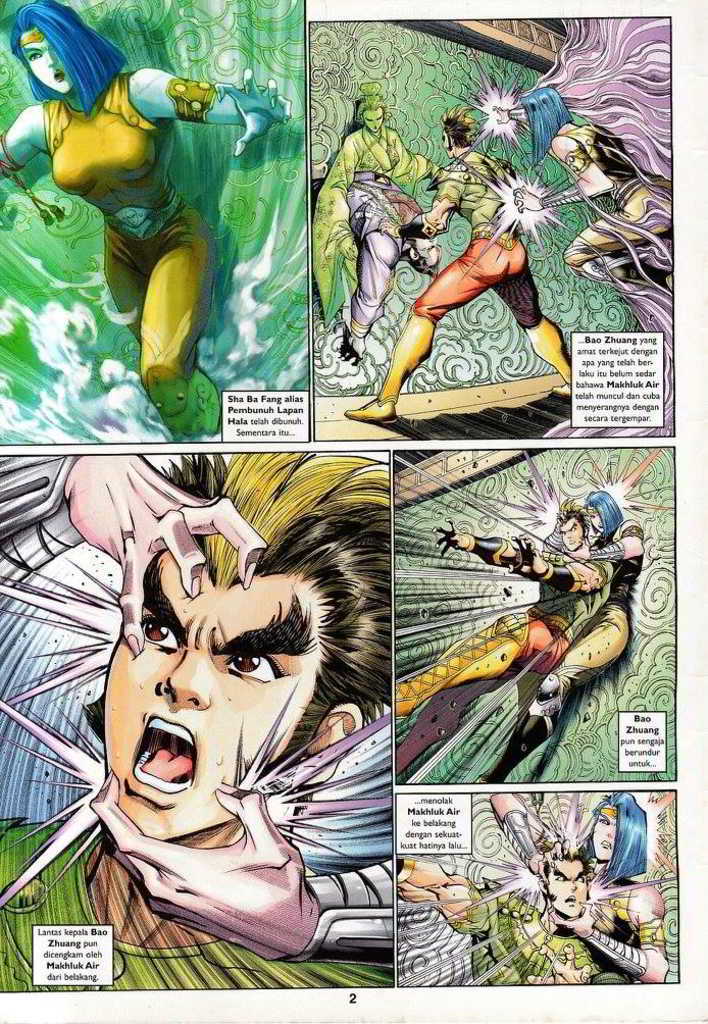 Sha Ba Fang alias
Pembunuh Lapan
Hala telah dibunuh.
Sementara itu...
...Bao Zhuang yang
amat terkejut dengan
apa yang telah ber-
laku itu belum sedar
bahawa Makhluk Air
telah muncul dan cuba
menyerangnya dengan
secara tergempar.
Lantas kepala Bao
Zhuang pun
dicengkam oleh
Makhluk Air
dari belakang.
Bao
Zhuang
pun sengaja
berundur
untuk...
...menolak
Makhluk Air
ke belakang
dengan sekuat-
kuat hatinya lalu...
2